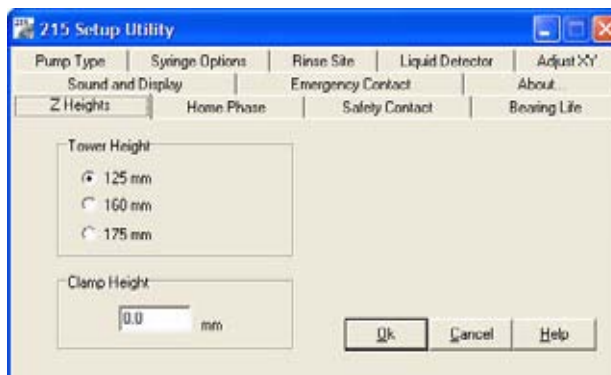 215 Setup Utility
Pump Type Syringe Options Rinse Site Liquid Detector Adjust XY
Sound and Display Emergency Contact About...
Z Heights Home Phase Safety Contact Bearing Life
Tower Height
125 mm
160 mm
175 mm
Clamp Height
0.0 mm
Ok Cancel Help